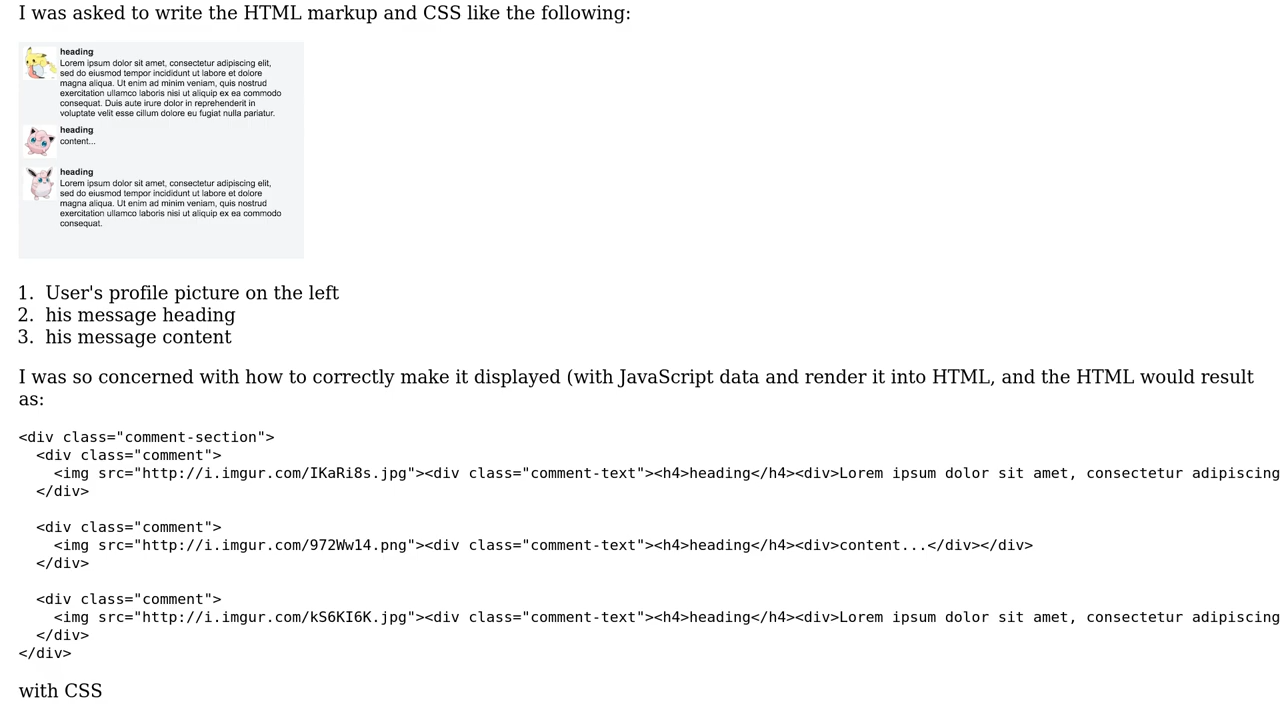 I was asked to write the HTML markup and CSS like the following:
heading
Lorem ipsum dolor sit amet, consectetur adipiscing elit,
sed do eiusmod tempor incididunt ut labore et dolore
magna aliqua. Ut enim ad minim veniam, quis nostrud
exercitation ullamco laboris nisi ut aliquip ex ea commodo
consequat. Duis aute irure dolor in reprehenderit in
voluptate velit esse cillum dolore eu fugiat nulla pariatur.
heading
content...
heading
Lorem ipsum dolor sit amet, consectetur adipiscing elit,
sed do eiusmod tempor incididunt ut labore et dolore
magna aliqua. Ut enim ad minim veniam, quis nostrud
exercitation ullamco laboris nisi ut aliquip ex ea commodo
consequat.
1. User's profile picture on the left
2. his message heading
3. his message content
I was so concerned with how to correctly make it displayed (with JavaScript data and render it into HTML, and the HTML would result
as:
<div class="comment-section">
  <div class="comment">
    <img src="http://i.imgur.com/IKaRi8s.jpg"><div class="comment-text"><h4>heading</h4><div>Lorem ipsum dolor sit amet, consectetur adipiscing
  </div>
  <div class="comment">
    <img src="http://i.imgur.com/972Ww14.png"><div class="comment-text"><h4>heading</h4><div>content...</div></div>
  </div>
  <div class="comment">
    <img src="http://i.imgur.com/kS6KI6K.jpg"><div class="comment-text"><h4>heading</h4><div>Lorem ipsum dolor sit amet, consectetur adipiscing
  </div>
</div>
with CSS